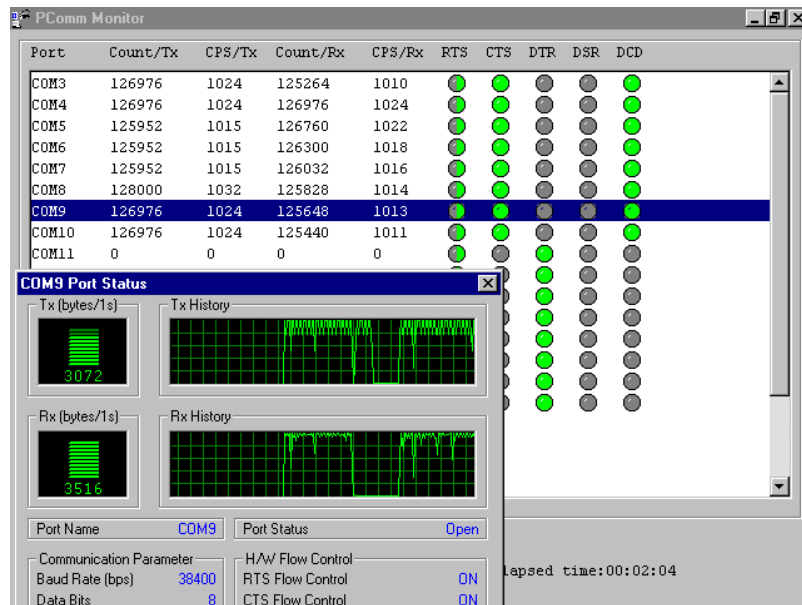 PComm Monitor
Port Count/Tx CPS/Tx Count/Rx CPS/Rx RTS CTS DTR DSR DCD
COM3 126976 1024 125264 1010
COM4 126976 1024 126976 1024
COM5 125952 1015 126760 1022
COM6 125952 1015 126300 1018
COM7 125952 1015 126032 1016
COM8 128000 1032 125828 1014
COM9 126976 1024 125648 1013
COM10 126976 1024 125440 1011
COM11 0 0 0 0
COM9 Port Status
Tx (bytes/1s) Tx History
3072
Rx (bytes/1s) Rx History
3516
Port Name COM9 Port Status Open
Communication Parameter H/W Flow Control
Baud Rate (bps) 38400 RTS Flow Control ON
Data Bits 8 CTS Flow Control ON
lapsed time:00:02:04